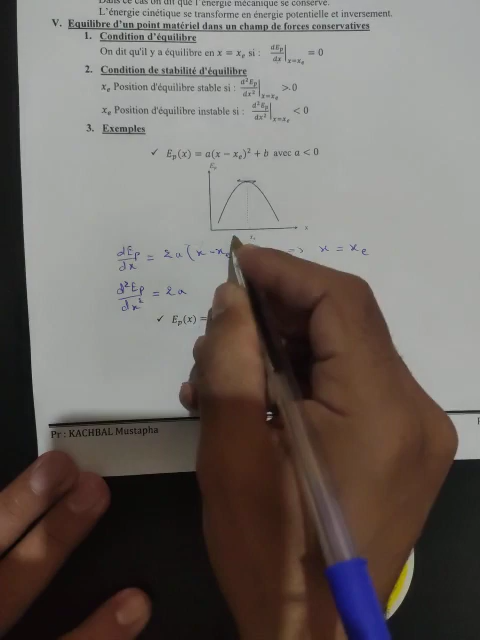 Dans ce cas on dit que l'énergie mécanique se conserve.
L'énergie cinétique se transforme en énergie potentielle et inversement.
V. Equilibre d'un point matériel dans un champ de forces conservatives
1. Condition d'équilibre
On dit qu'il y a équilibre en x = xₑ si : dEₚ/dx|ₓ₌ₓₑ = 0
2. Condition de stabilité d'équilibre
xₑ Position d'équilibre stable si : d²Eₚ/dx²|ₓ₌ₓₑ > 0
xₑ Position d'équilibre instable si : d²Eₚ/dx²|ₓ₌ₓₑ < 0
3. Exemples
✓ Eₚ(x) = a(x − xₑ)² + b avec a < 0
Eₚ
x
xₑ
dEp/dx = 2a(x − xe => x = xe
d²Ep/dx² = 2a
✓ Eₚ(x) =
Pr : KACHBAL Mustapha